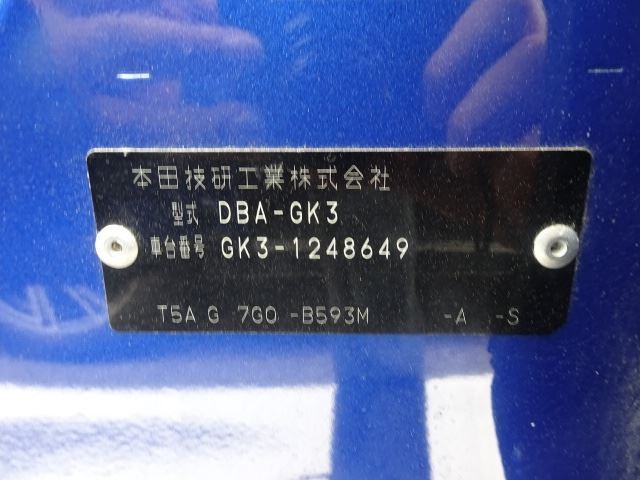 本田技研工業株式会社
型式 DBA-GK3
車台番号 GK3-1248649
T5A G 7G0 -B593M -A -S